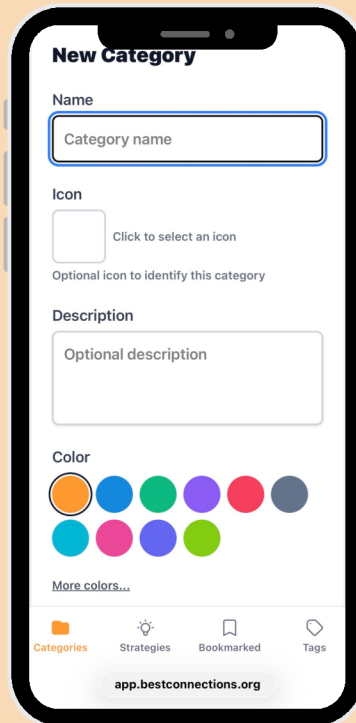 New Category
Name
Category name
Icon
Click to select an icon
Optional icon to identify this category
Description
Optional description
Color
More colors...
Categories
Strategies
Bookmarked
Tags
app.bestconnections.org